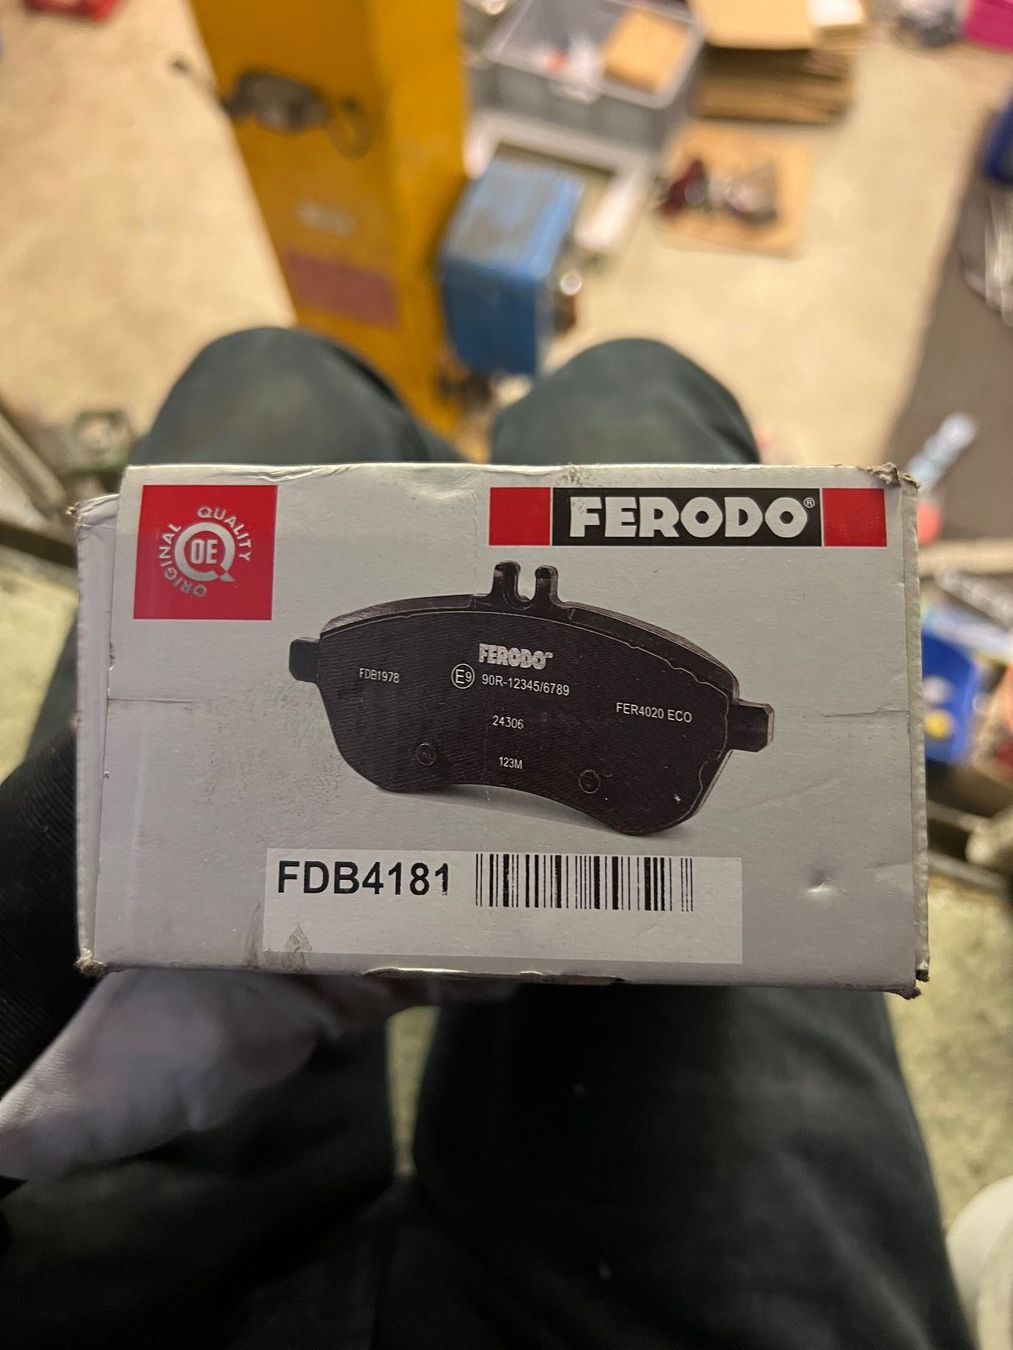 ORIGINAL QUALITY
OE
FERODO®
FERODO
FDB1978
E9 90R-12345/6789
FER4020 ECO
24306
123M
FDB4181